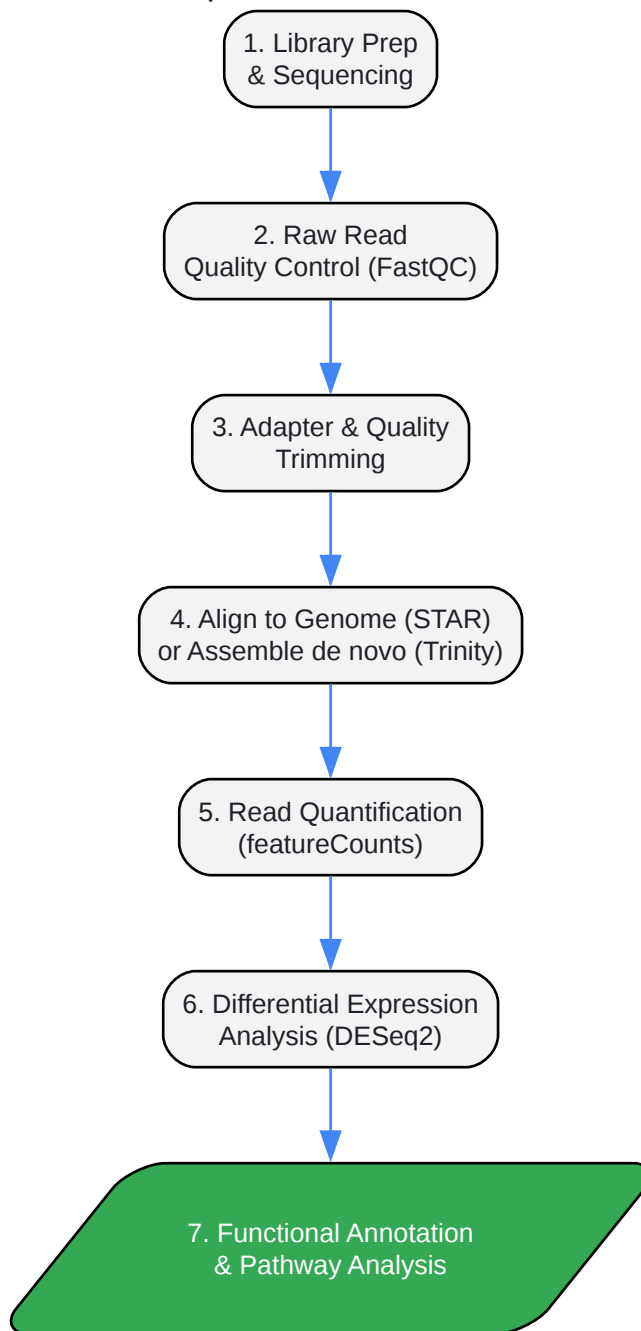 1. Library Prep
& Sequencing
2. Raw Read
Quality Control (FastQC)
3. Adapter & Quality
Trimming
4. Align to Genome (STAR)
or Assemble de novo (Trinity)
5. Read Quantification
(featureCounts)
6. Differential Expression
Analysis (DESeq2)
7. Functional Annotation
& Pathway Analysis